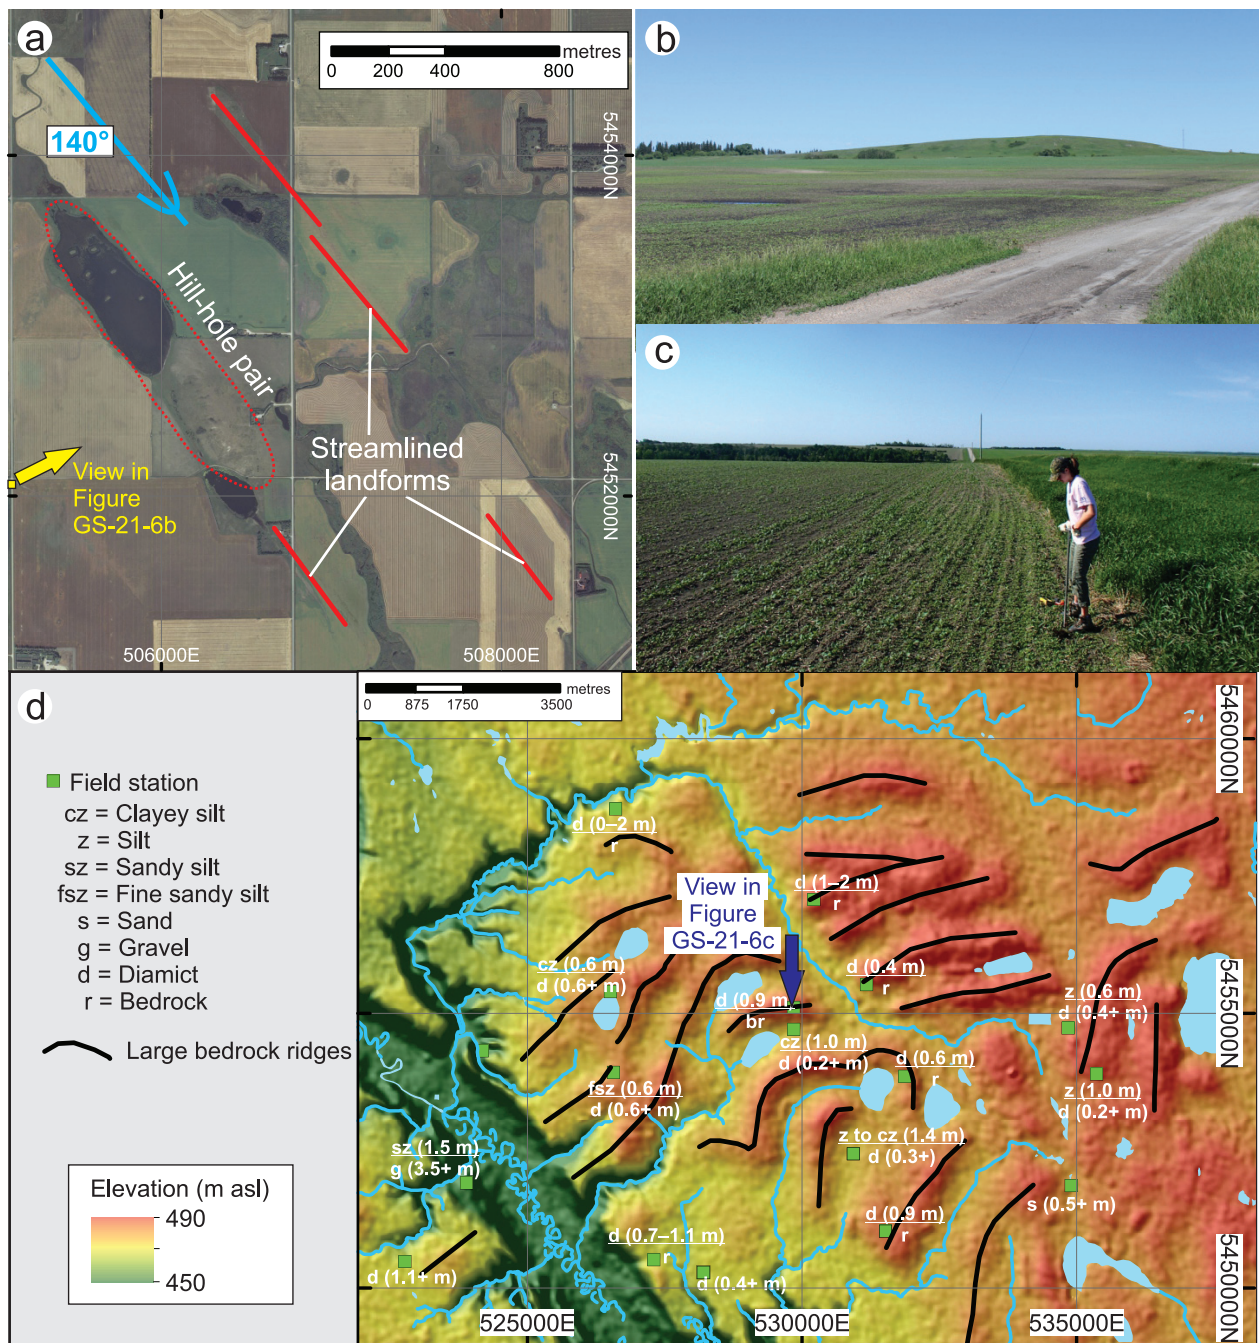 a
metres
0 200 400 800
140°
5454000N
Hill-hole pair
Streamlined
landforms
View in
Figure
GS-21-6b
5452000N
506000E
508000E
b
c
d
Field station
cz = Clayey silt
z = Silt
sz = Sandy silt
fsz = Fine sandy silt
s = Sand
g = Gravel
d = Diamict
r = Bedrock
Large bedrock ridges
Elevation (m asl)
490
450
metres
0 875 1750 3500
5460000N
d (0–2 m)
r
d (1–2 m)
r
View in
Figure
GS-21-6c
cz (0.6 m)
d (0.6+ m)
d (0.4 m)
r
d (0.9 m)
br
z (0.6 m)
d (0.4+ m)
5455000N
cz (1.0 m)
d (0.2+ m)
d (0.6 m)
r
fsz (0.6 m)
d (0.6+ m)
z (1.0 m)
d (0.2+ m)
sz (1.5 m)
g (3.5+ m)
z to cz (1.4 m)
d (0.3+)
s (0.5+ m)
d (0.9 m)
r
d (0.7–1.1 m)
r
d (1.1+ m)
d (0.4+ m)
5450000N
525000E
530000E
535000E